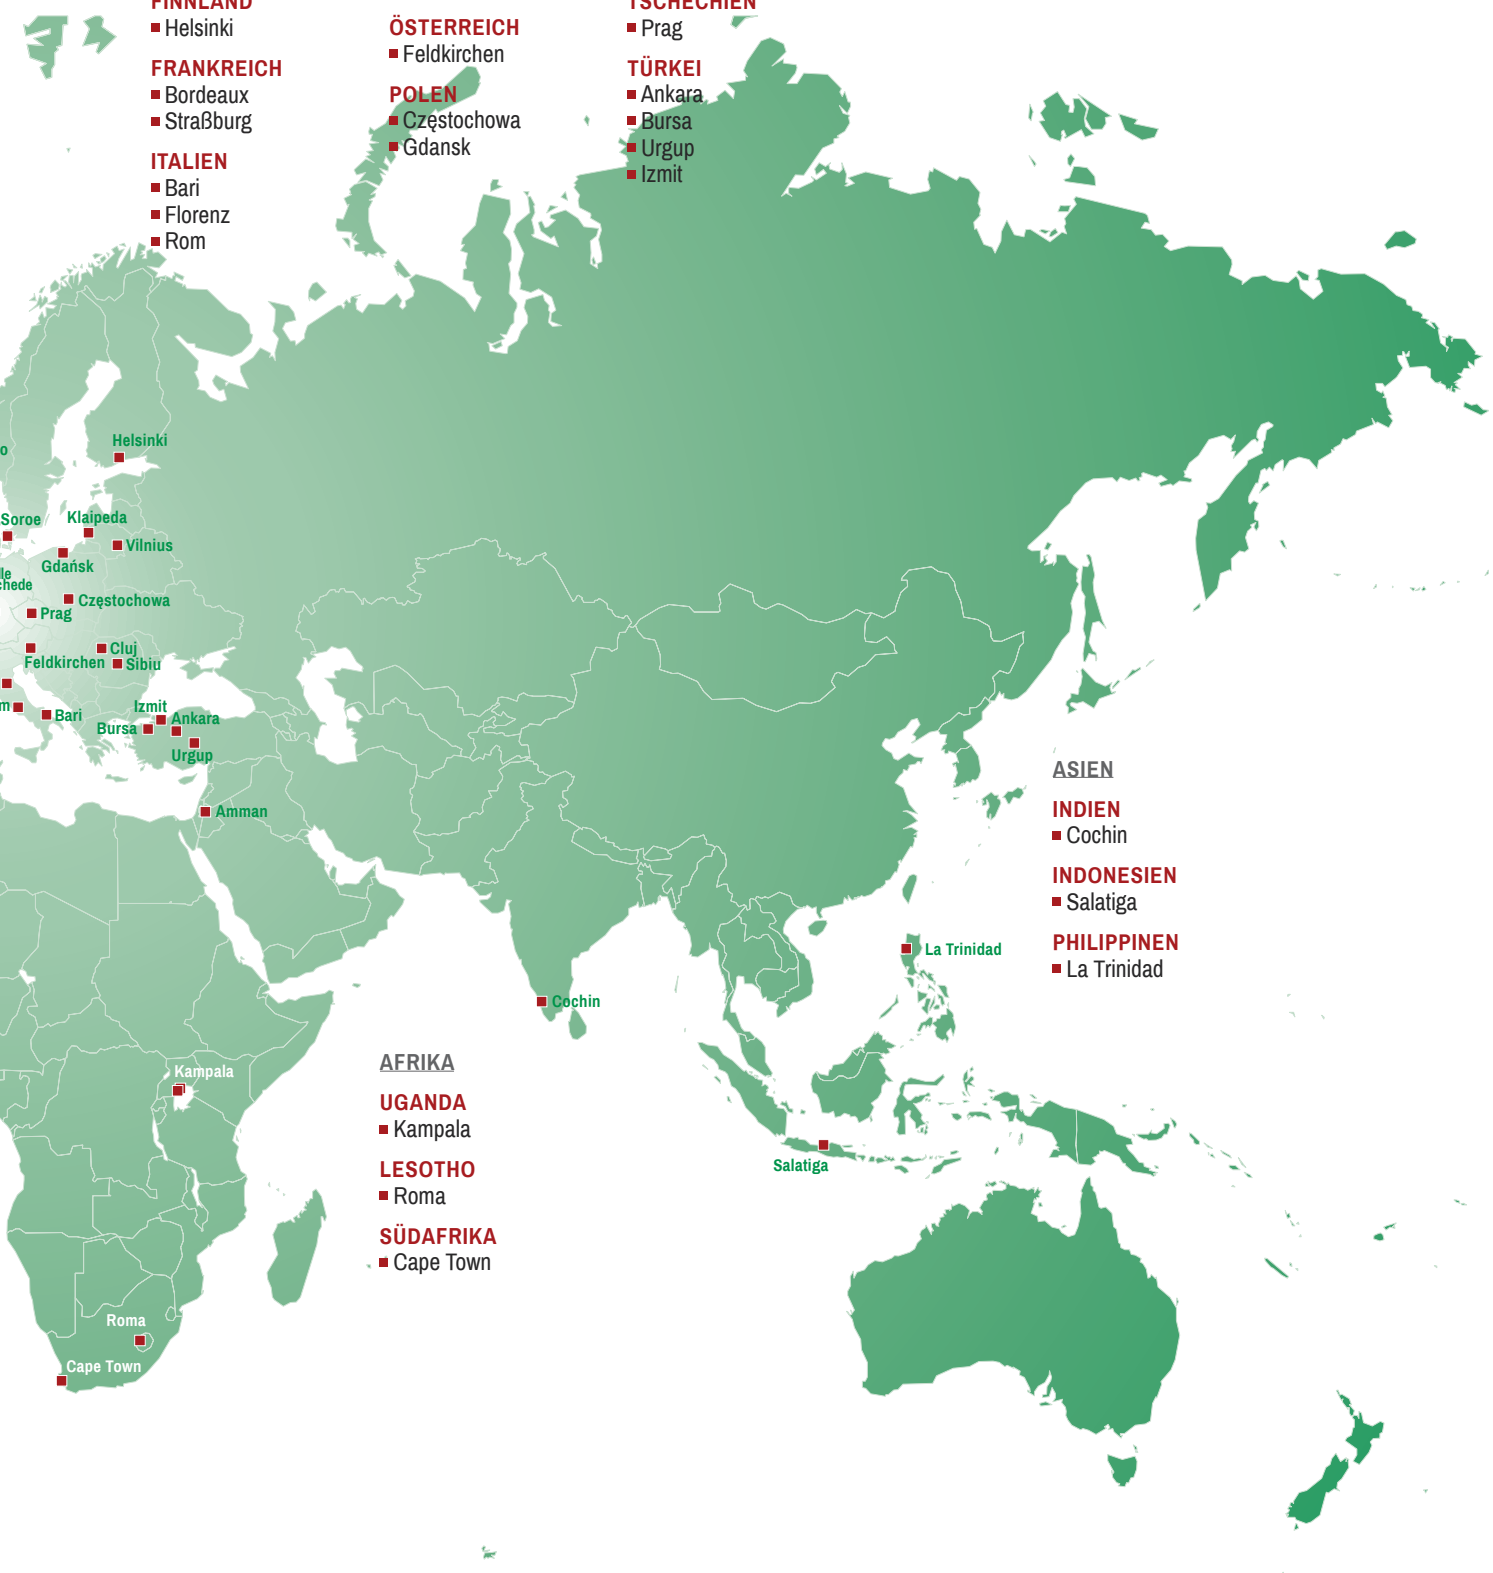 FINNLAND
Helsinki
FRANKREICH
Bordeaux
Straßburg
ITALIEN
Bari
Florenz
Rom
ÖSTERREICH
Feldkirchen
POLEN
Częstochowa
Gdansk
TSCHECHIEN
Prag
TÜRKEI
Ankara
Bursa
Urgup
Izmit
Helsinki
o
Soroe
Klaipeda
Vilnius
Gdańsk
lle
chede
Częstochowa
Prag
Cluj
Feldkirchen
Sibiu
m
Bari
Izmit
Ankara
Bursa
Urgup
Amman
ASIEN
INDIEN
Cochin
INDONESIEN
Salatiga
PHILIPPINEN
La Trinidad
La Trinidad
Cochin
Kampala
AFRIKA
UGANDA
Kampala
LESOTHO
Roma
SÜDAFRIKA
Cape Town
Salatiga
Roma
Cape Town